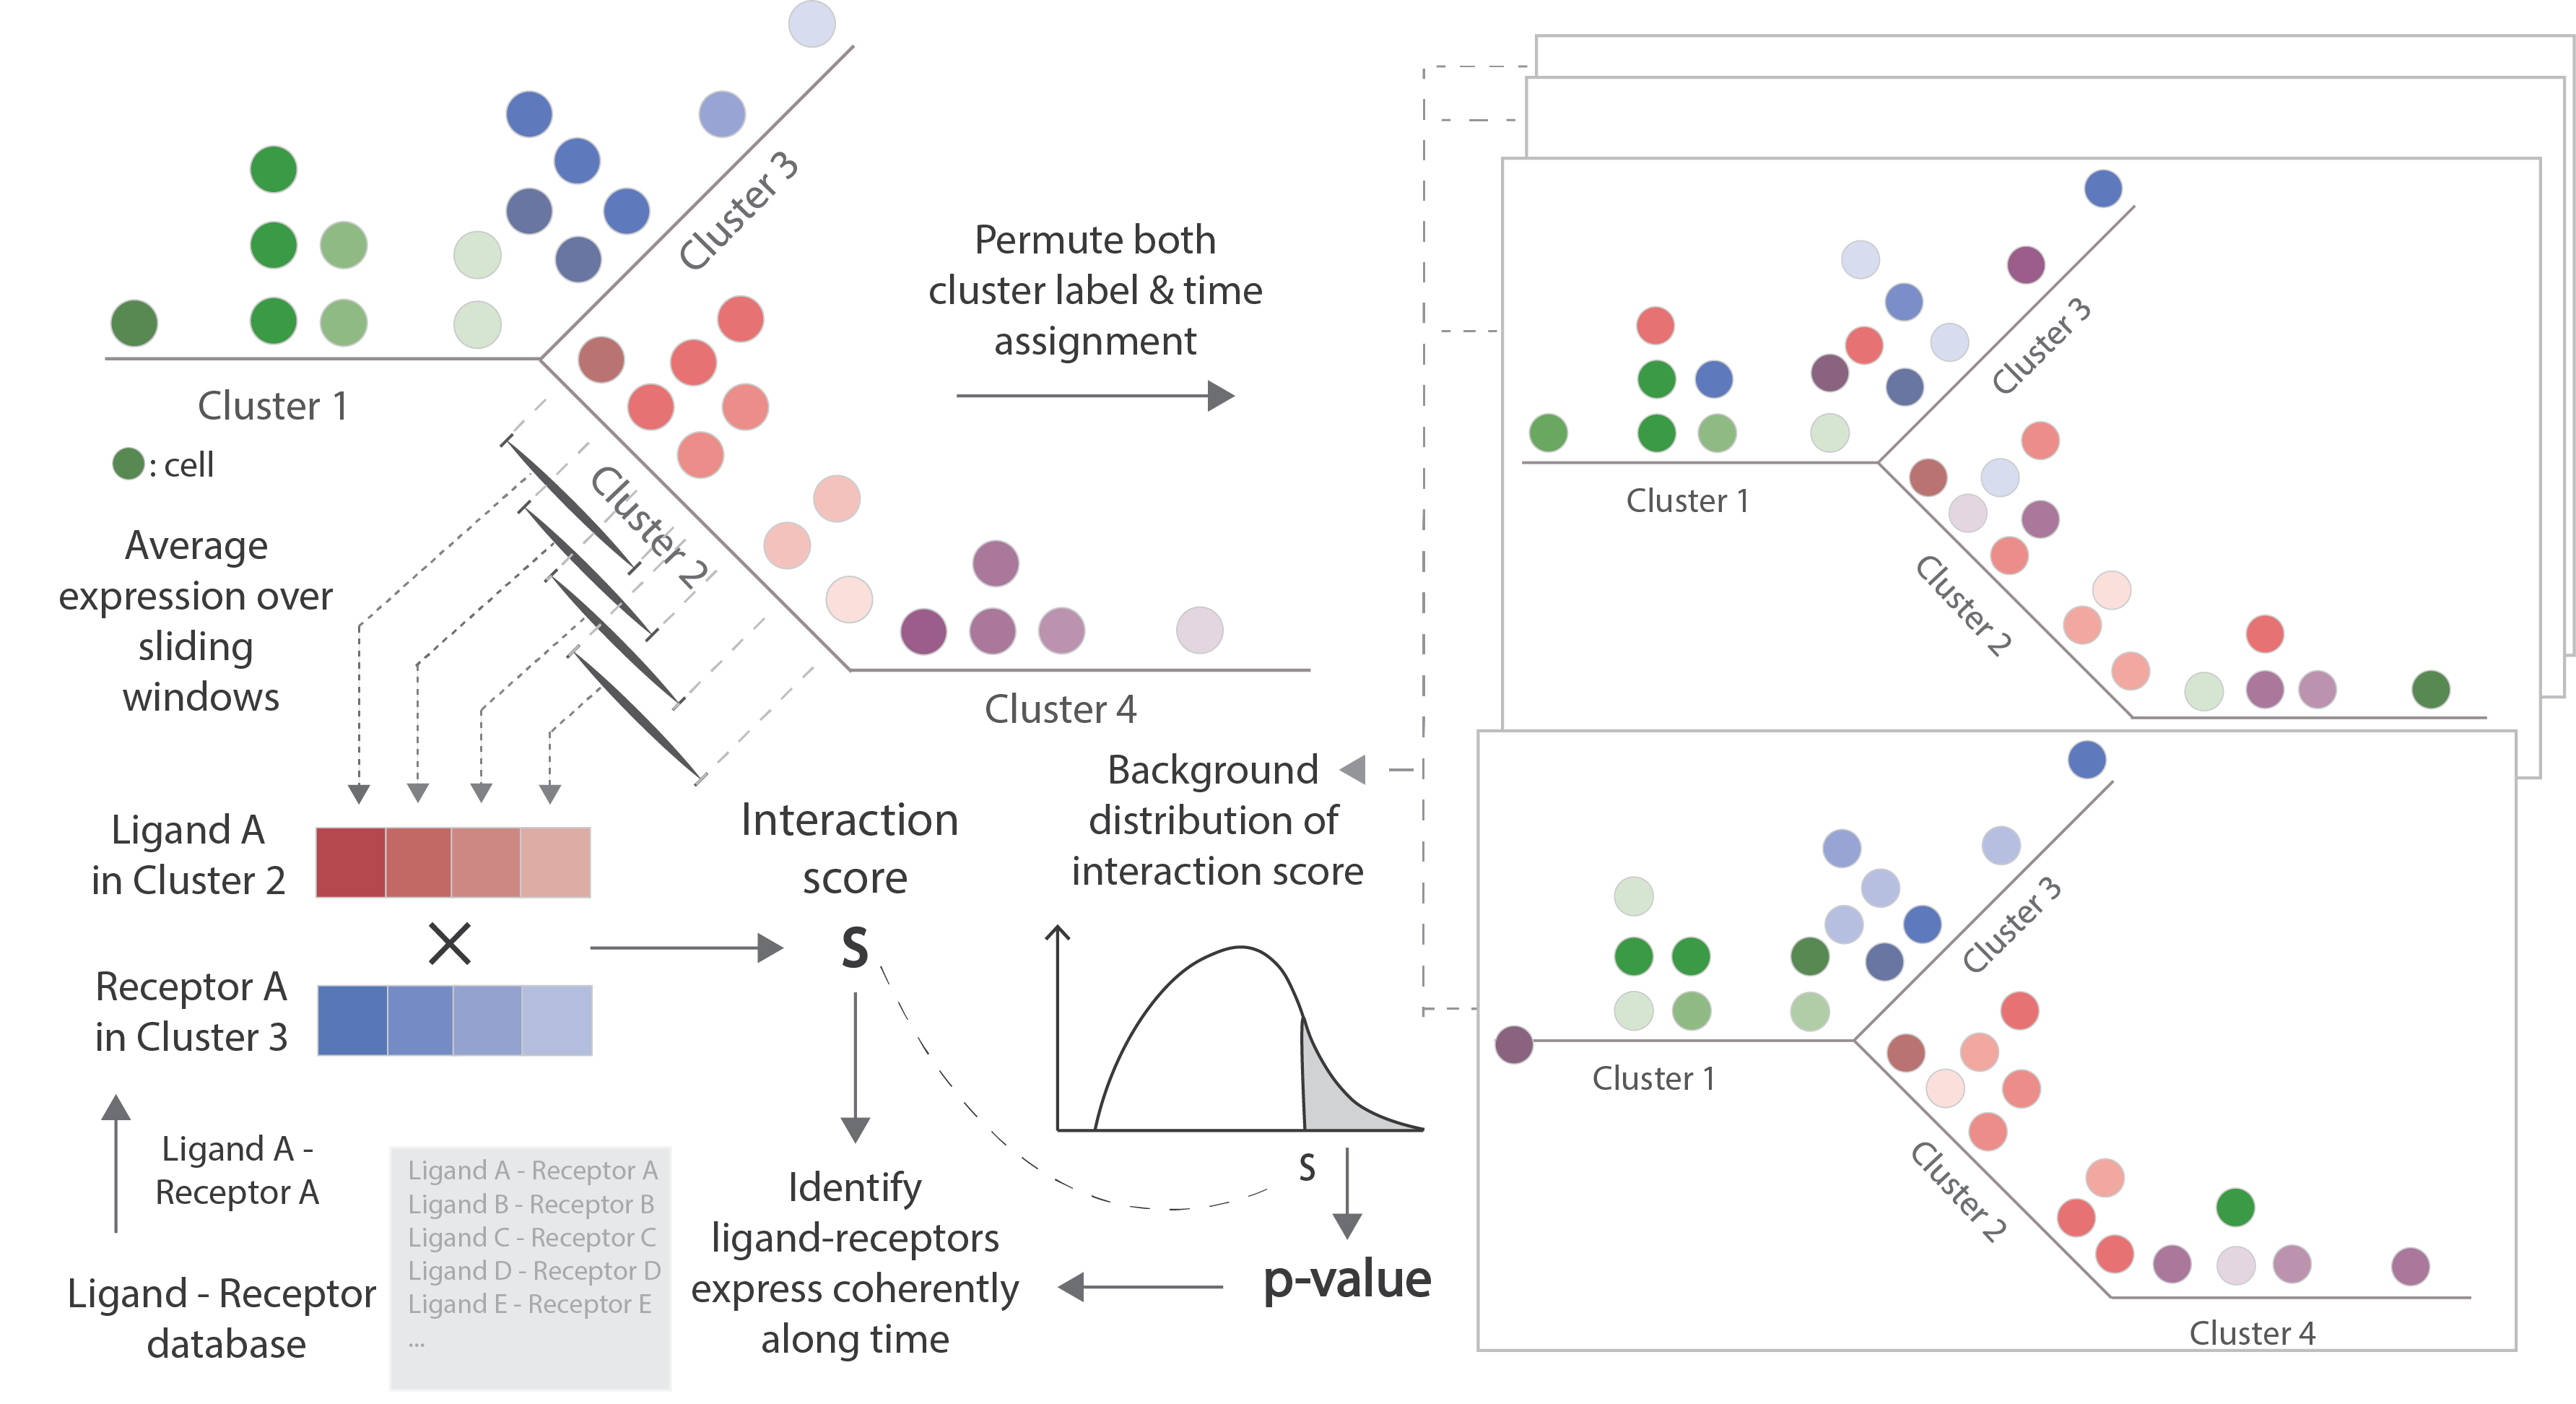 Cluster 3
Cluster 1
: cell
Cluster 2
Cluster 4
Average
expression over
sliding
windows
Permute both
cluster label & time
assignment
Ligand A
in Cluster 2
×
Receptor A
in Cluster 3
Interaction
score
S
Background
distribution of
interaction score
S
p-value
Identify
ligand-receptors
express coherently
along time
Ligand A -
Receptor A
Ligand - Receptor
database
Ligand A - Receptor A
Ligand B - Receptor B
Ligand C - Receptor C
Ligand D - Receptor D
Ligand E - Receptor E
...
Cluster 3
Cluster 1
Cluster 2
Cluster 3
Cluster 1
Cluster 2
Cluster 4